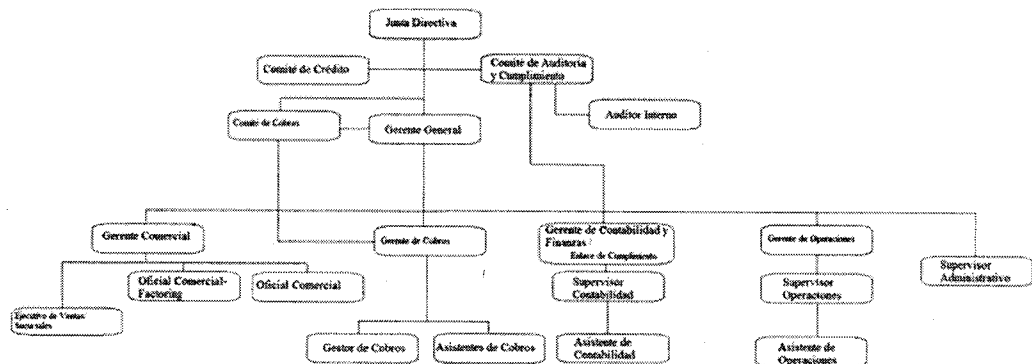 Junta Directiva
Comité de Crédito
Comité de Auditoria
y Cumplimiento
Comité de Cobros
Gerente General
Auditor Interno
Gerente Comercial
Gerente de Cobros
Gerente de Contabilidad y
Finanzas /
Enlace de Cumplimiento
Gerente de Operaciones
Supervisor
Administrativo
Oficial Comercial-
Factoring
Oficial Comercial
Supervisor
Contabilidad
Supervisor
Operaciones
Ejecutivo de Ventas
Sucursales
Gestor de Cobros
Asistentes de Cobros
Asistente de
Contabilidad
Asistente de
Operaciones